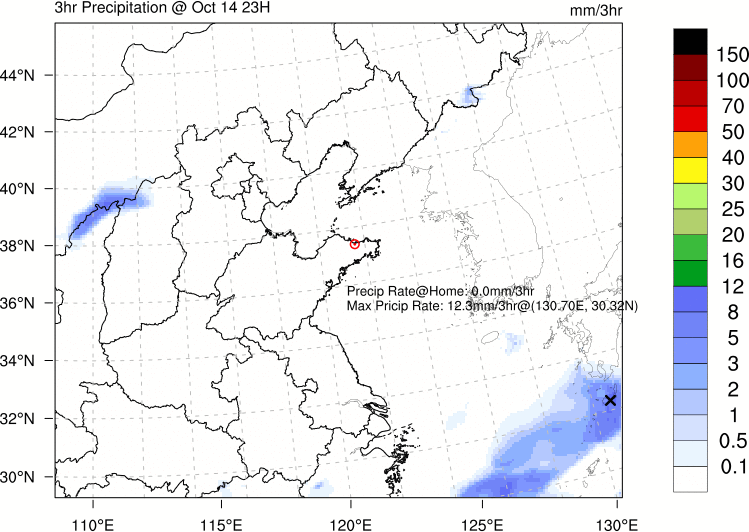 3hr Precipitation @ Oct 14 23H
mm/3hr
150
100
70
50
40
30
25
20
16
12
8
5
3
2
1
0.5
0.1
44°N
42°N
40°N
38°N
36°N
34°N
32°N
30°N
Precip Rate@Home: 0.0mm/3hr
Max Pricip Rate: 12.3mm/3hr@(130.70E, 30.32N)
110°E
115°E
120°E
125°E
130°E